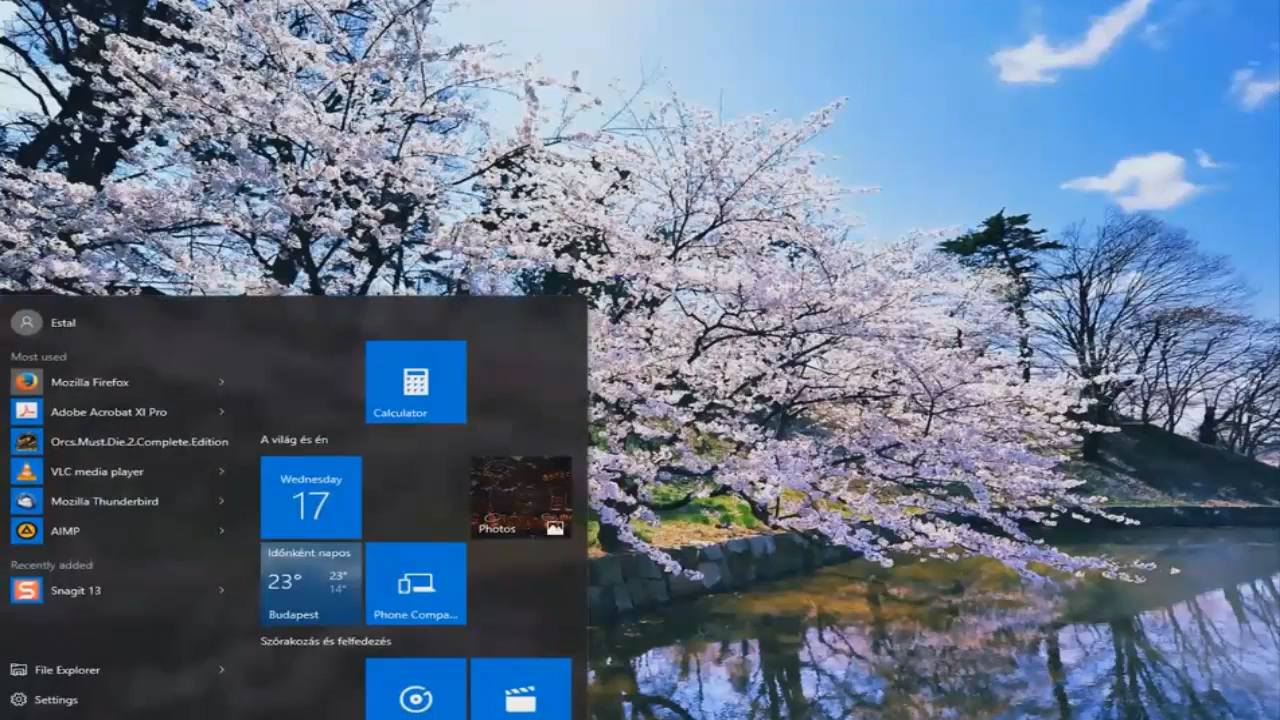 Estal
Most used
Mozilla Firefox
Adobe Acrobat XI Pro
Orcs.Must.Die.2.Complete.Edition
VLC media player
Mozilla Thunderbird
AIMP
Recently added
Snagit 13
File Explorer
Settings
Calculator
A világ és én
Wednesday
17
Photos
Időnként napos
23°
23°
14°
Budapest
Phone Compa...
Szórakozás és felfedezés